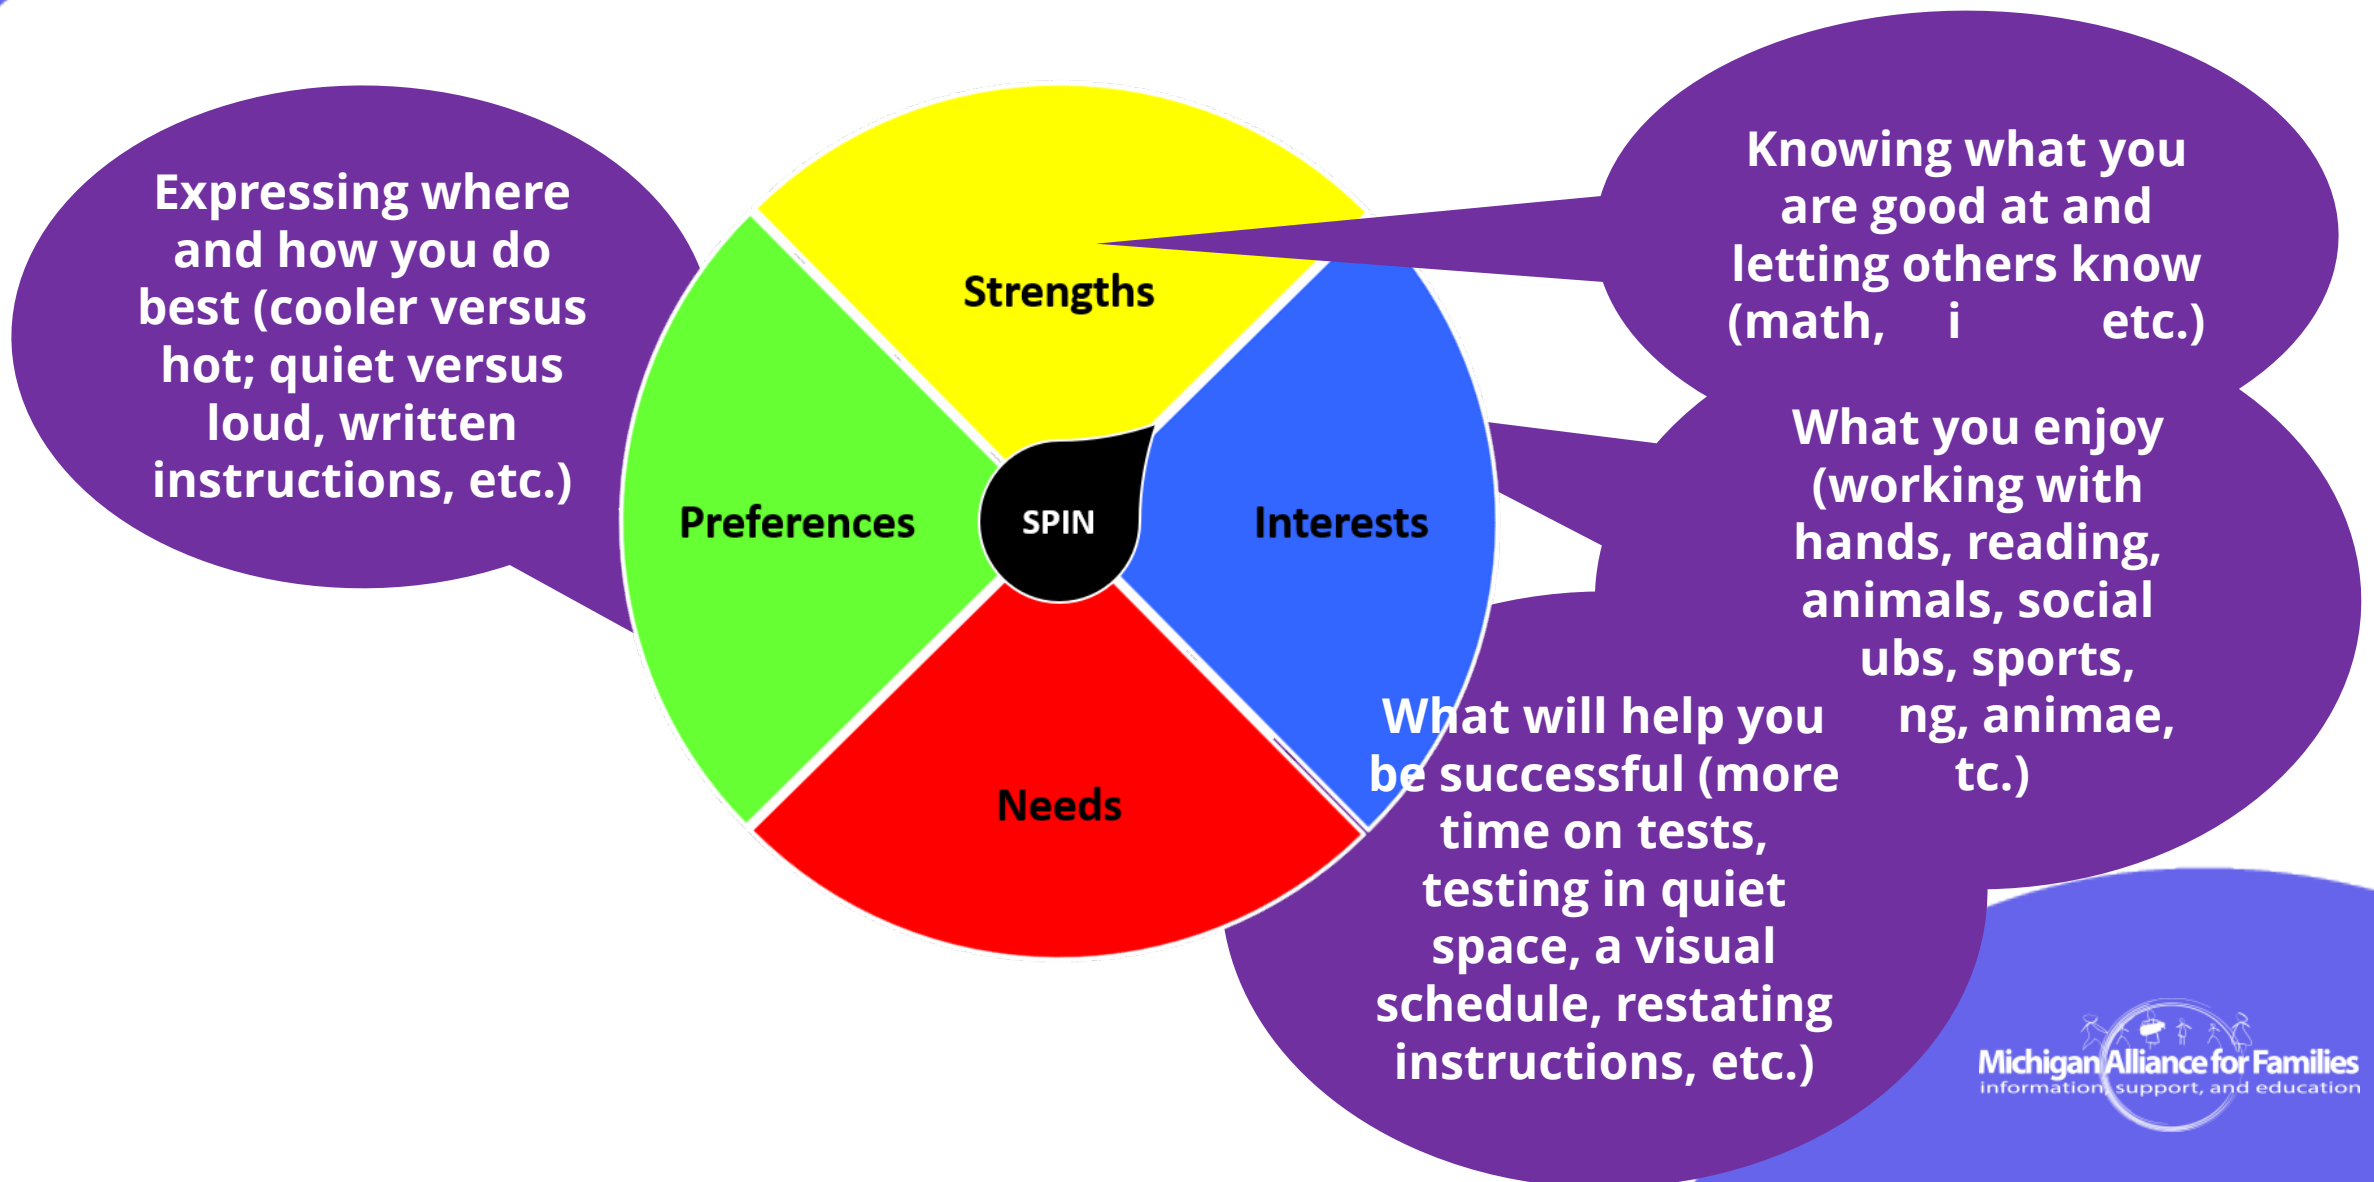 Expressing where
and how you do
best (cooler versus
hot; quiet versus
loud, written
instructions, etc.)
Strengths
Preferences
SPIN
Interests
Needs
Knowing what you
are good at and
letting others know
(math, etc.)
What you enjoy
(working with
hands, reading,
animals, social
sports,
animae,
What will help you
be successful (more
time on tests,
testing in quiet
space, a visual
schedule, restating
instructions, etc.)
Michigan Alliance for Families
information, support, and education